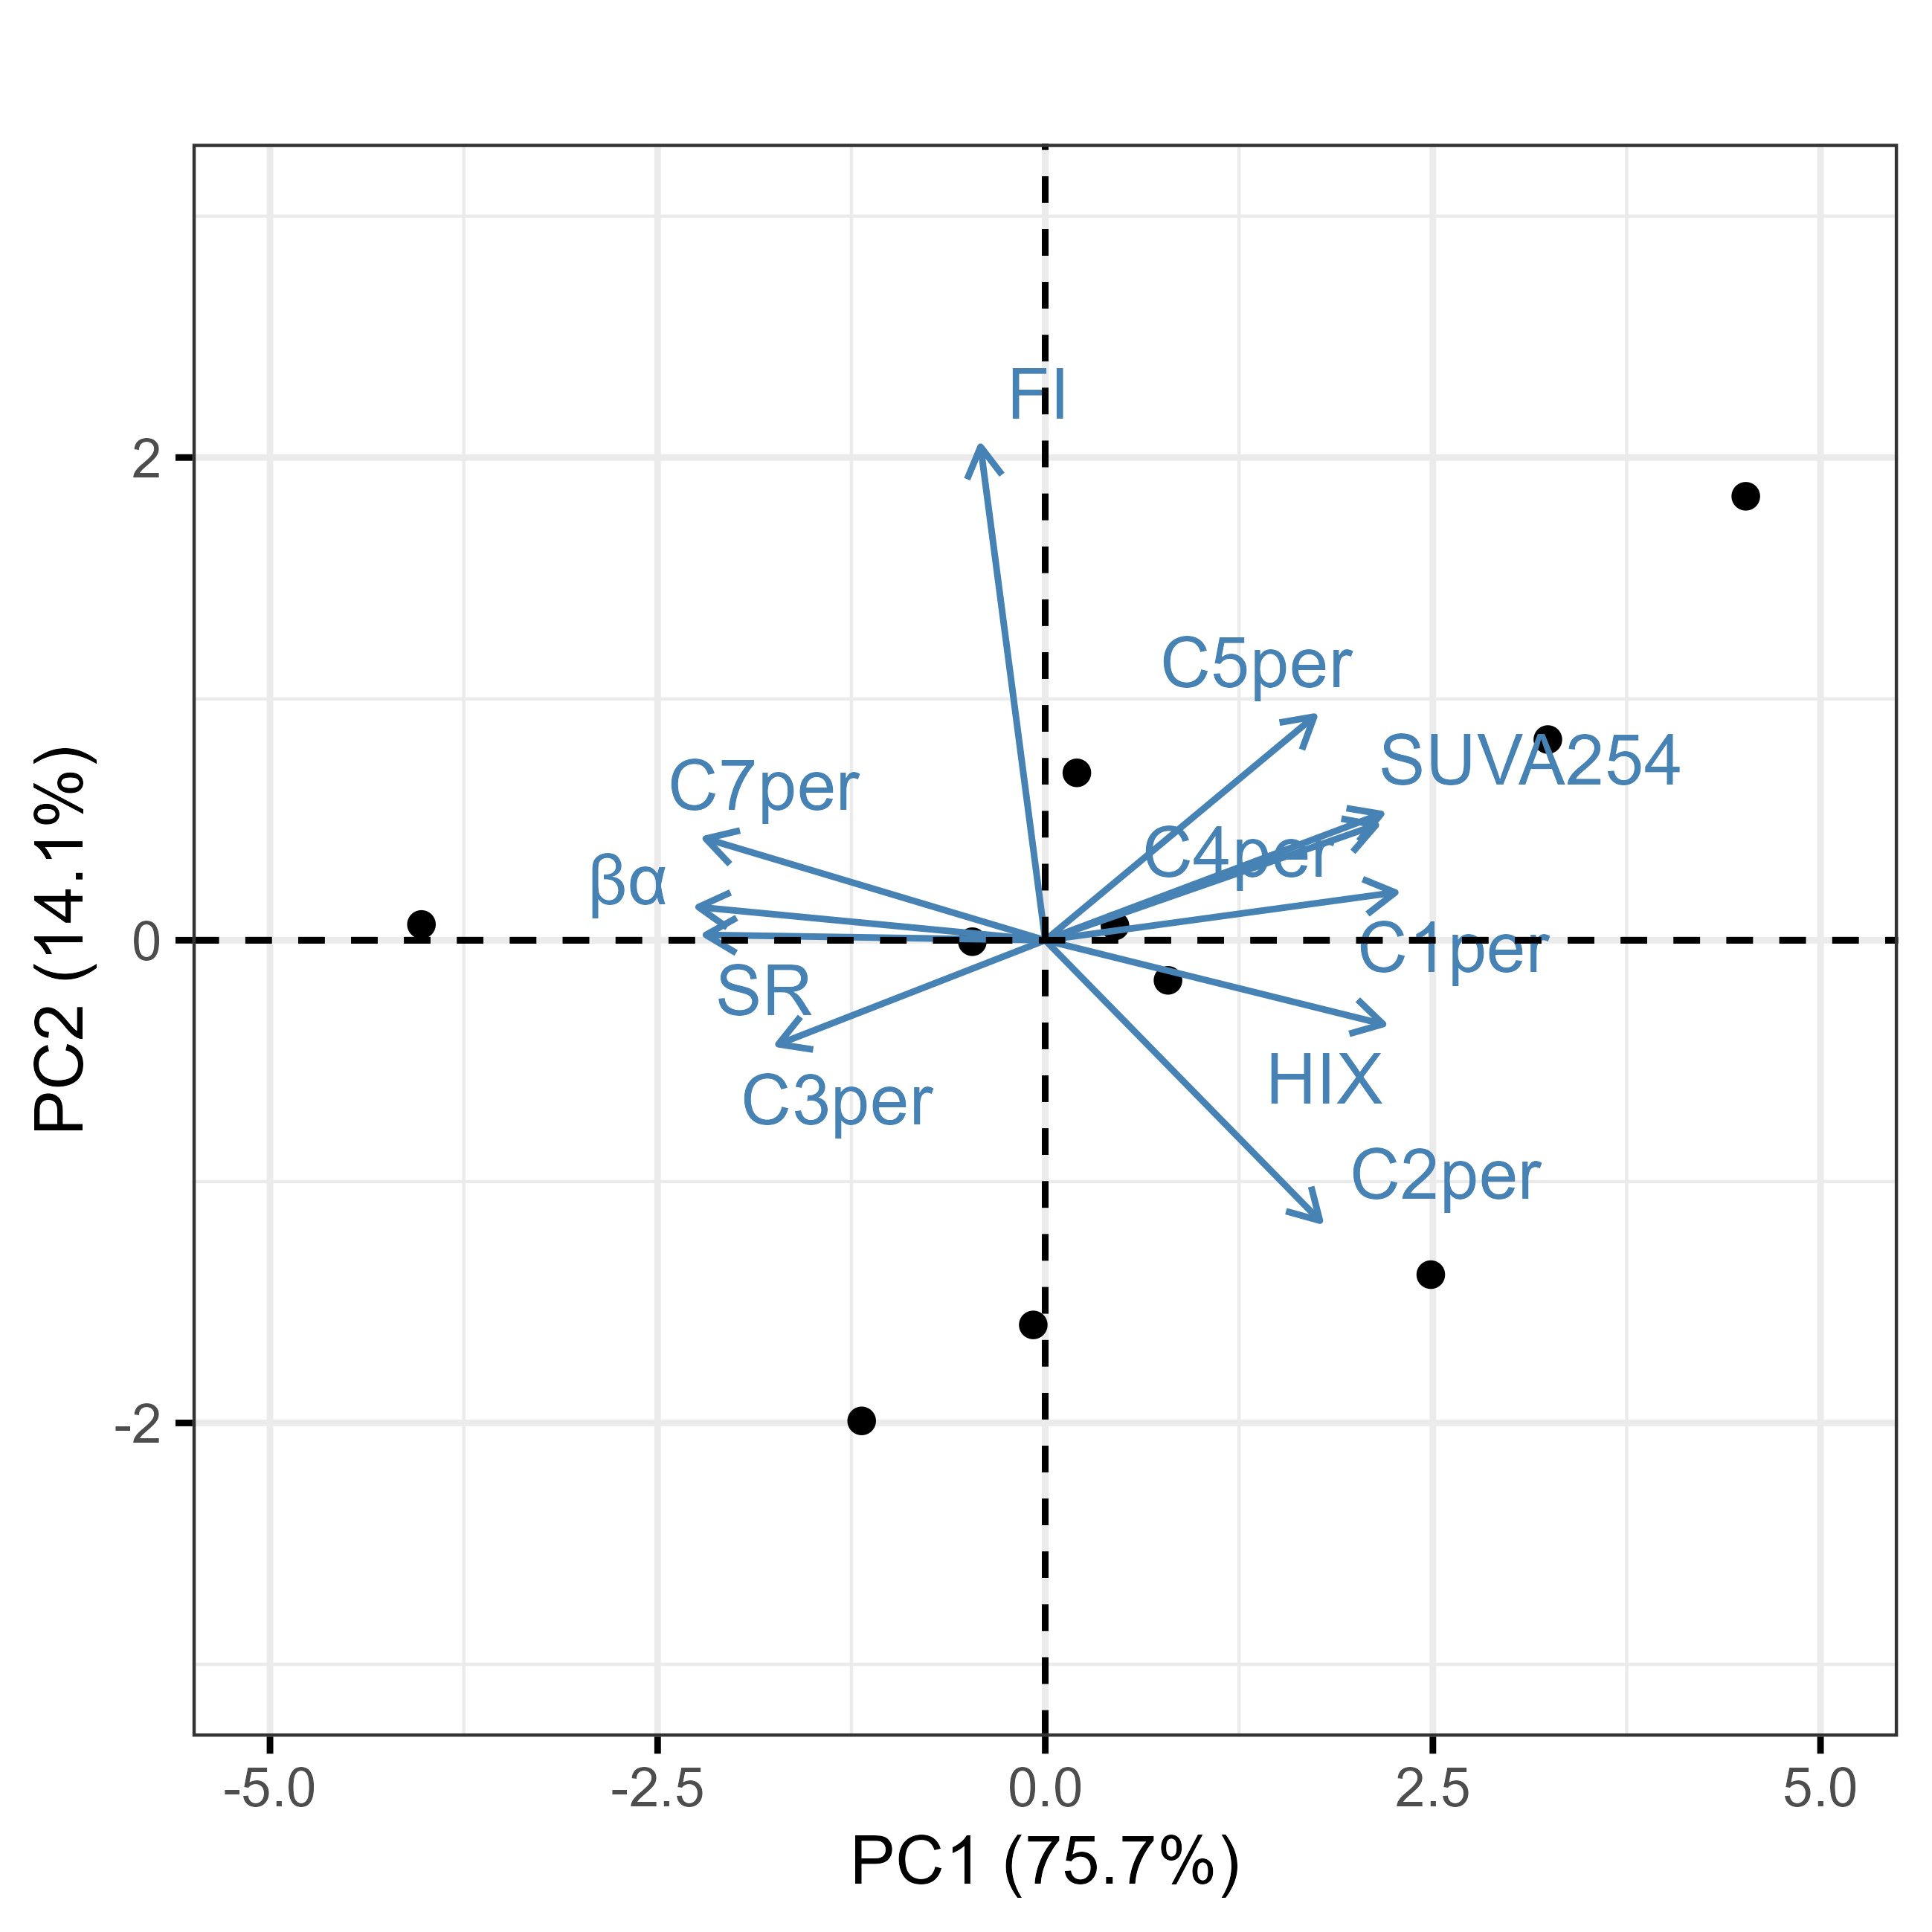 FI
C5per
SUVA254
C7per
C4per
βα
C1per
SR
HIX
C3per
C2per
2
0
-2
PC2 (14.1%)
-5.0
-2.5
0.0
2.5
5.0
PC1 (75.7%)